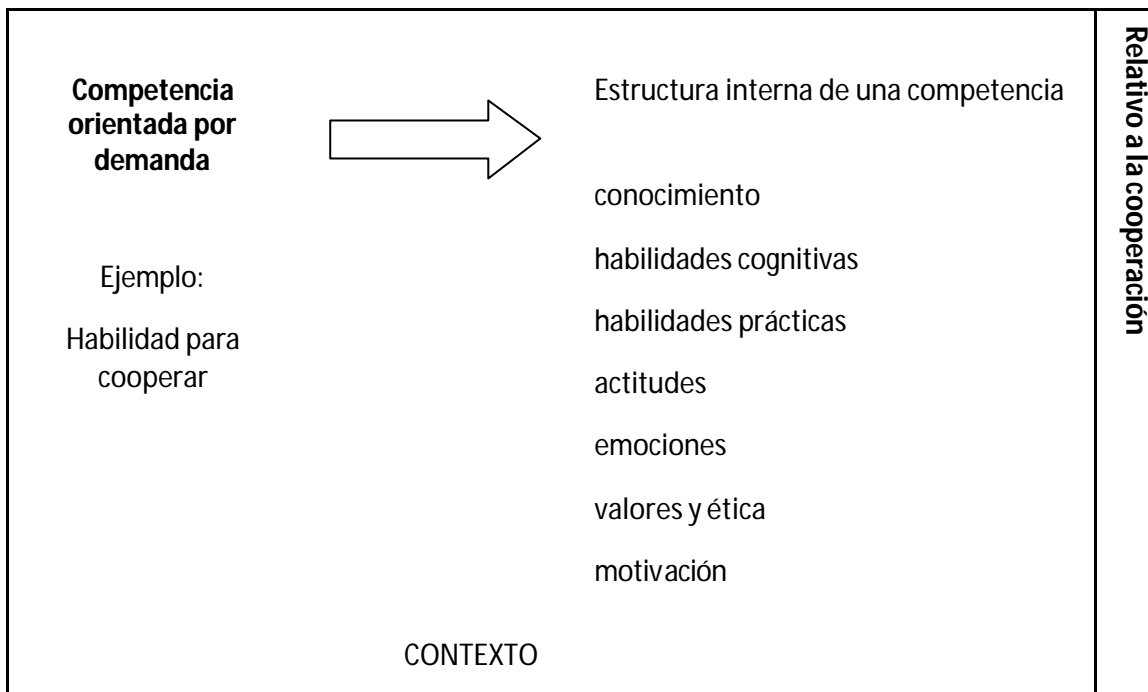 Competencia
orientada por
demanda
Ejemplo:
Habilidad para
cooperar
Estructura interna de una competencia
conocimiento
habilidades cognitivas
habilidades prácticas
actitudes
emociones
valores y ética
motivación
CONTEXTO
Relativo a la cooperación